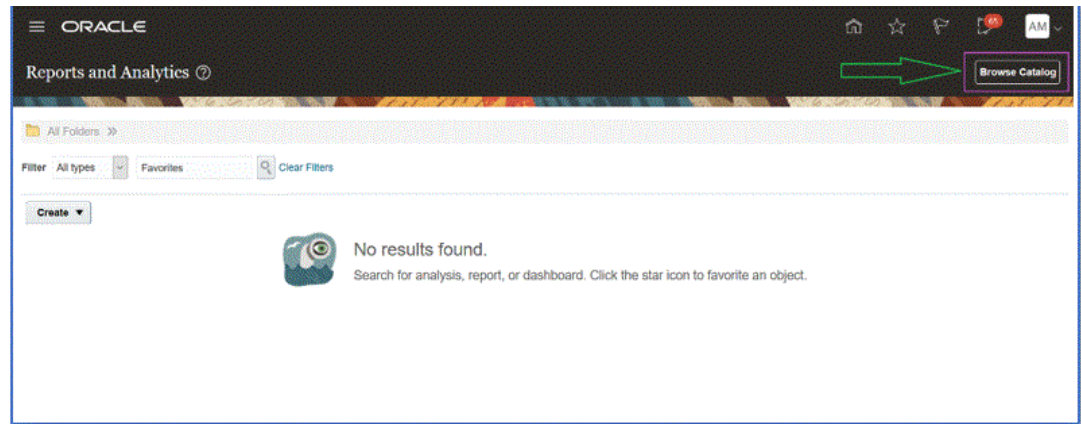 ORACLE
65
AM
Reports and Analytics ?
Browse Catalog
All Folders »
Filter All types Favorites Clear Filters
Create
No results found.
Search for analysis, report, or dashboard. Click the star icon to favorite an object.